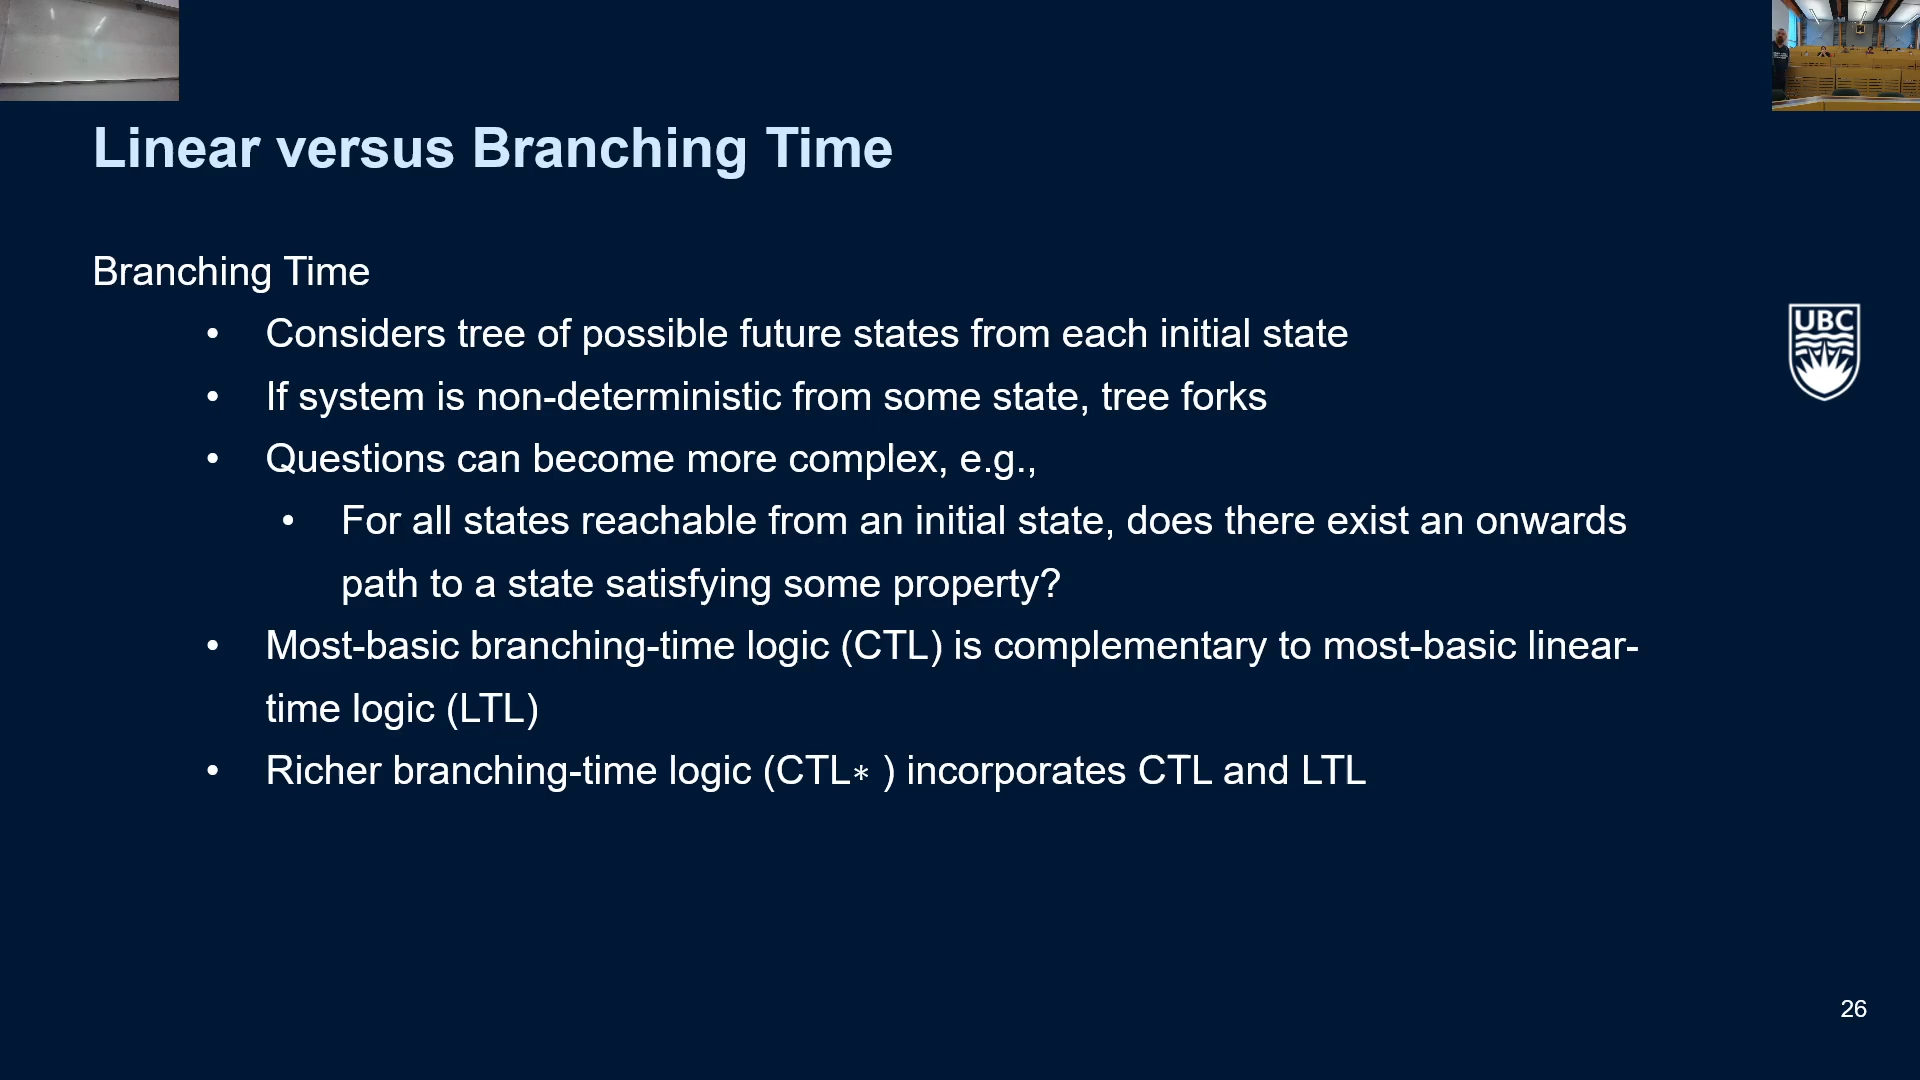 Linear versus Branching Time
Branching Time
• Considers tree of possible future states from each initial state
• If system is non-deterministic from some state, tree forks
• Questions can become more complex, e.g.,
• For all states reachable from an initial state, does there exist an onwards
path to a state satisfying some property?
• Most-basic branching-time logic (CTL) is complementary to most-basic linear-
time logic (LTL)
• Richer branching-time logic (CTL∗ ) incorporates CTL and LTL
UBC
26